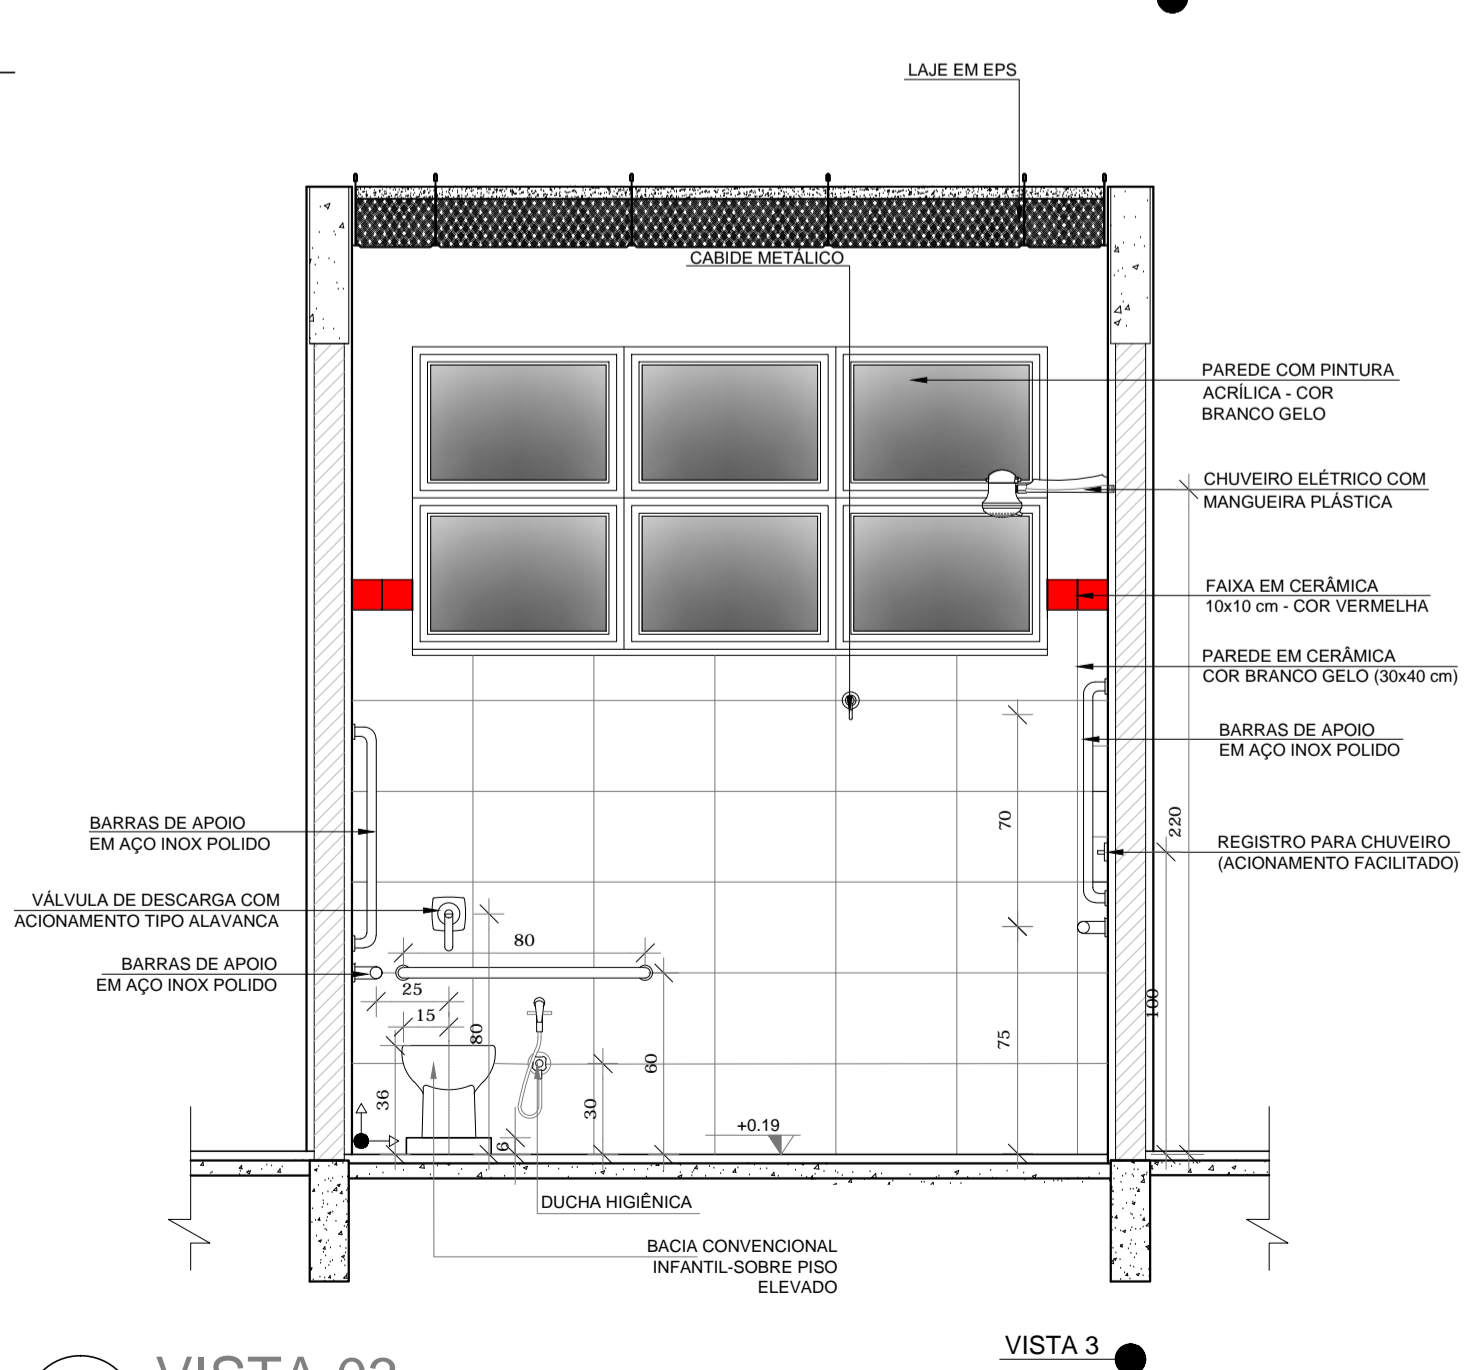 LAJE EM EPS
CABIDE METÁLICO
PAREDE COM PINTURA
ACRÍLICA - COR
BRANCO GELO
CHUVEIRO ELÉTRICO COM
MANGUEIRA PLÁSTICA
FAIXA EM CERÂMICA
10x10 cm - COR VERMELHA
PAREDE EM CERÂMICA
COR BRANCO GELO (30x40 cm)
BARRAS DE APOIO
EM AÇO INOX POLIDO
220
REGISTRO PARA CHUVEIRO
(ACIONAMENTO FACILITADO)
70
BARRAS DE APOIO
EM AÇO INOX POLIDO
VÁLVULA DE DESCARGA COM
ACIONAMENTO TIPO ALAVANCA
80
BARRAS DE APOIO
EM AÇO INOX POLIDO
25
15
80
100
75
60
36
30
6
+0.19
DUCHA HIGIÊNICA
BACIA CONVENCIONAL
INFANTIL-SOBRE PISO
ELEVADO
VISTA 3
VISTA 03